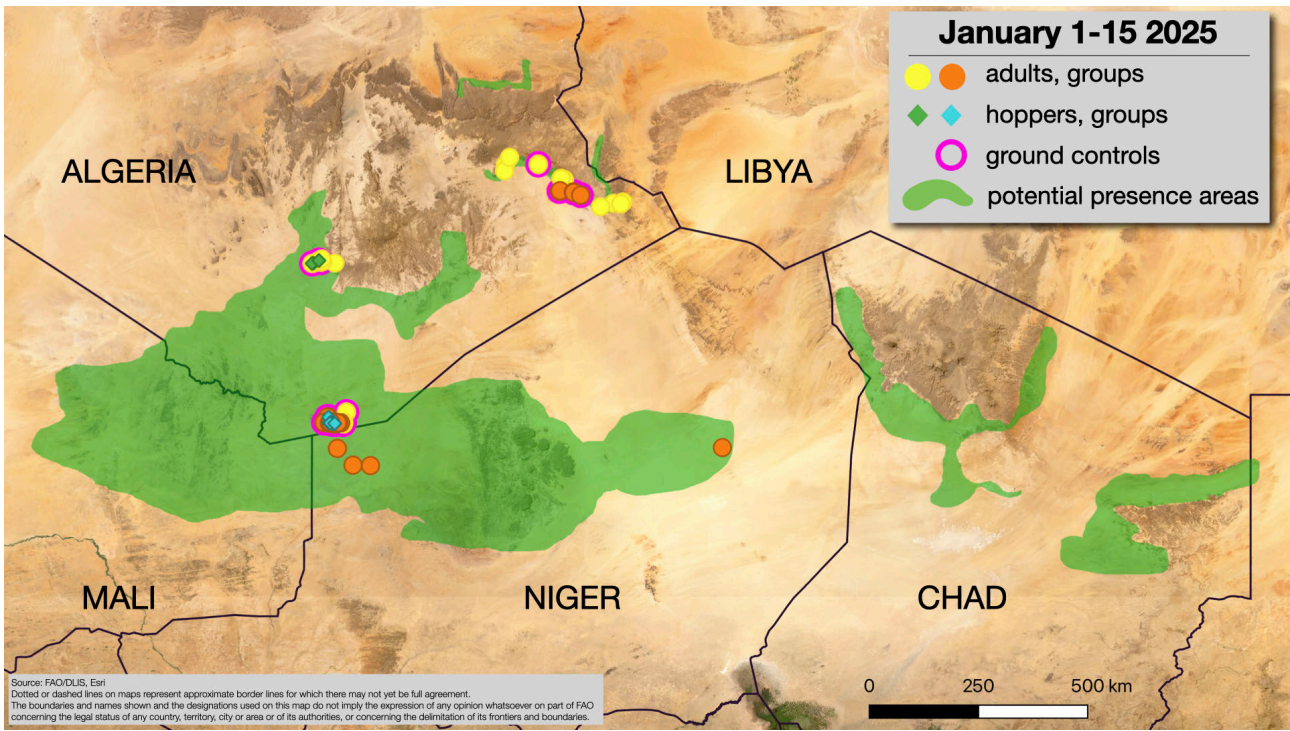 January 1-15 2025
adults, groups
hoppers, groups
ground controls
potential presence areas
ALGERIA
LIBYA
MALI
NIGER
CHAD
Source: FAO/DLIS, Esri
Dotted or dashed lines on maps represent approximate border lines for which there may not yet be full agreement.
The boundaries and names shown and the designations used on this map do not imply the expression of any opinion whatsoever on part of FAO
concerning the legal status of any country, territory, city or area or of its authorities, or concerning the delimitation of its frontiers and boundaries.
0 250 500 km